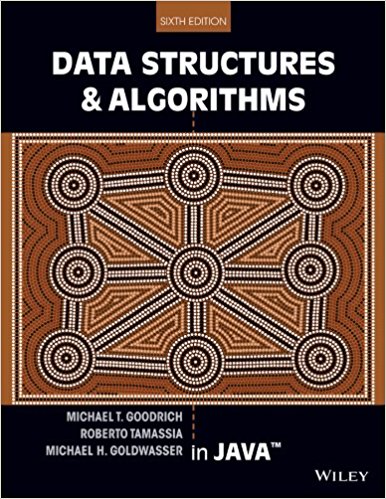 SIXTH EDITION
DATA STRUCTURES
& ALGORITHMS
MICHAEL T. GOODRICH
ROBERTO TAMASSIA
MICHAEL H. GOLDWASSER
in JAVA™
WILEY